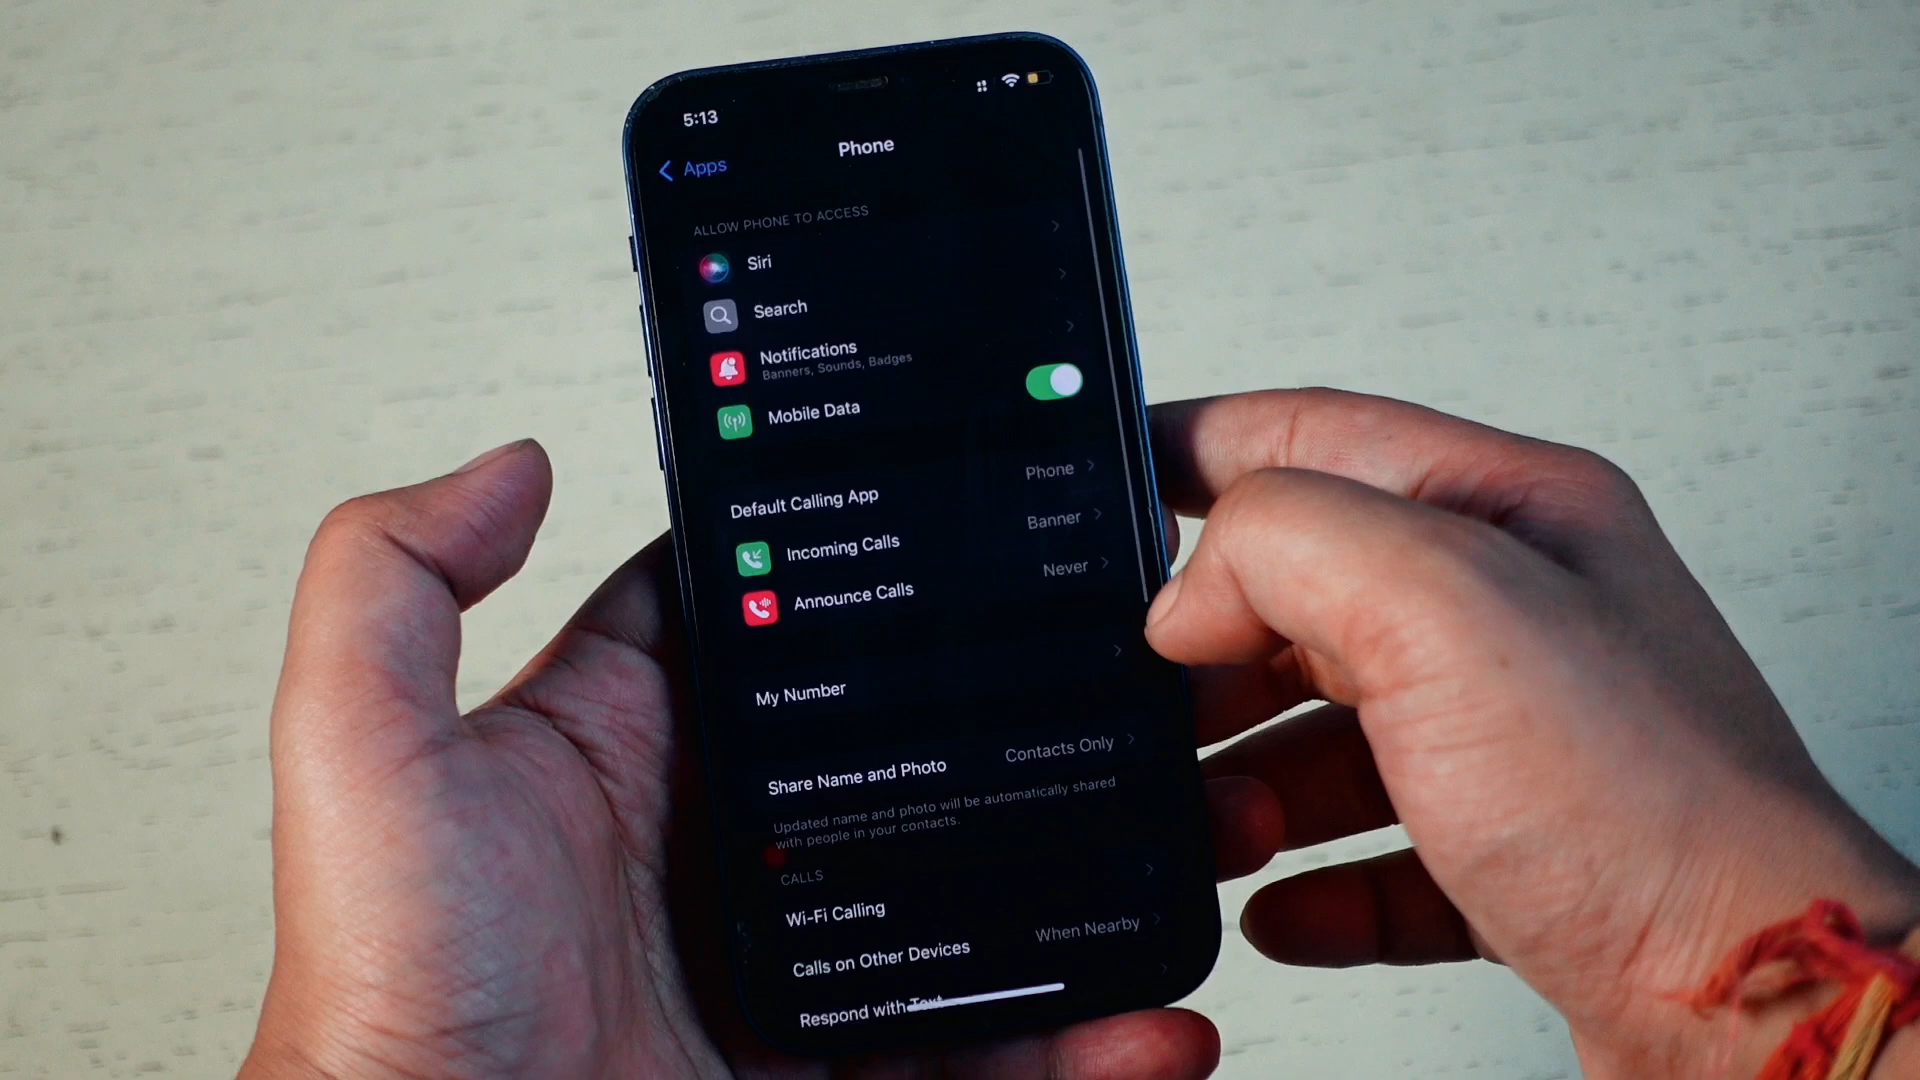 5:13
Apps
Phone
ALLOW PHONE TO ACCESS
Siri
Search
Notifications
Banners, Sounds, Badges
Mobile Data
Default Calling App Phone
Incoming Calls Banner
Announce Calls Never
My Number
Share Name and Photo Contacts Only
Updated name and photo will be automatically shared
with people in your contacts.
CALLS
Wi-Fi Calling
Calls on Other Devices When Nearby
Respond with Text